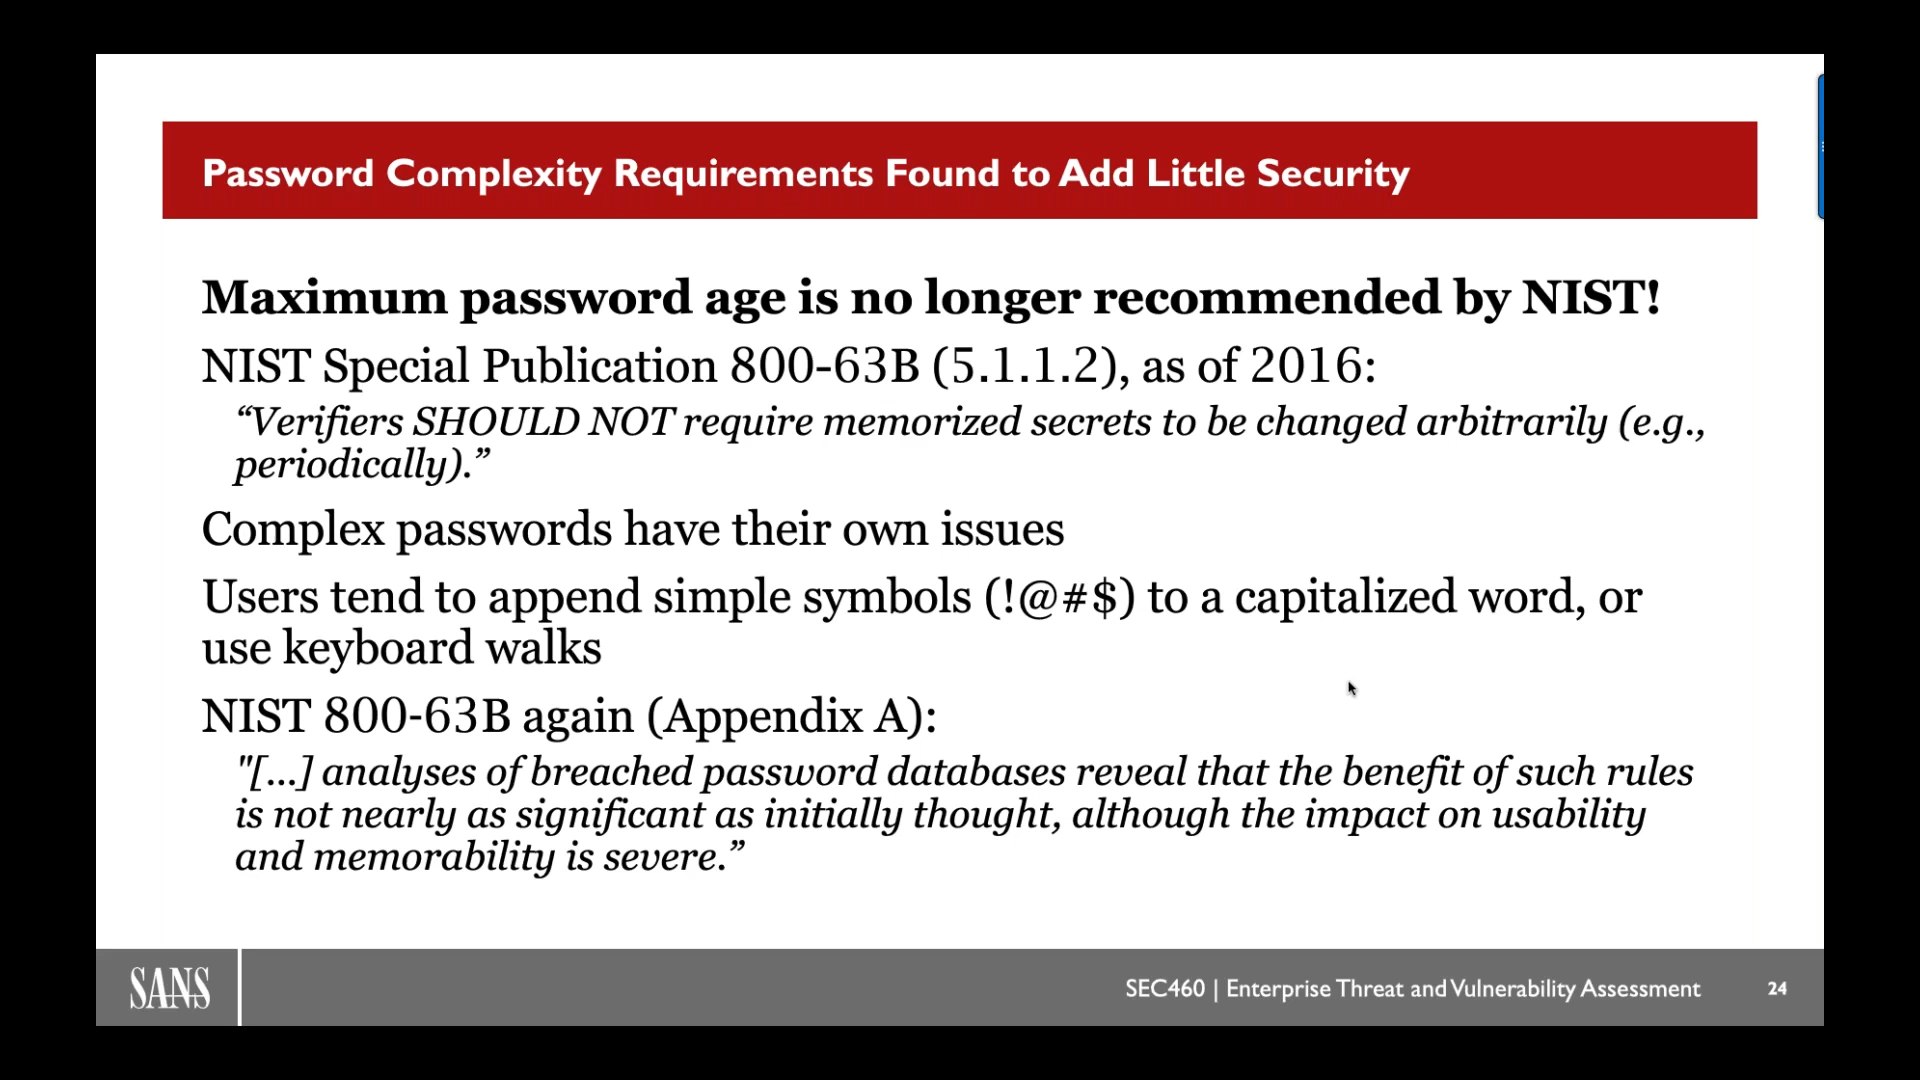 Password Complexity Requirements Found to Add Little Security
Maximum password age is no longer recommended by NIST!
NIST Special Publication 800-63B (5.1.1.2), as of 2016:
“Verifiers SHOULD NOT require memorized secrets to be changed arbitrarily (e.g.,
periodically).”
Complex passwords have their own issues
Users tend to append simple symbols (!@#$) to a capitalized word, or
use keyboard walks
NIST 800-63B again (Appendix A):
"[…] analyses of breached password databases reveal that the benefit of such rules
is not nearly as significant as initially thought, although the impact on usability
and memorability is severe.”
SANS
SEC460 | Enterprise Threat and Vulnerability Assessment
24